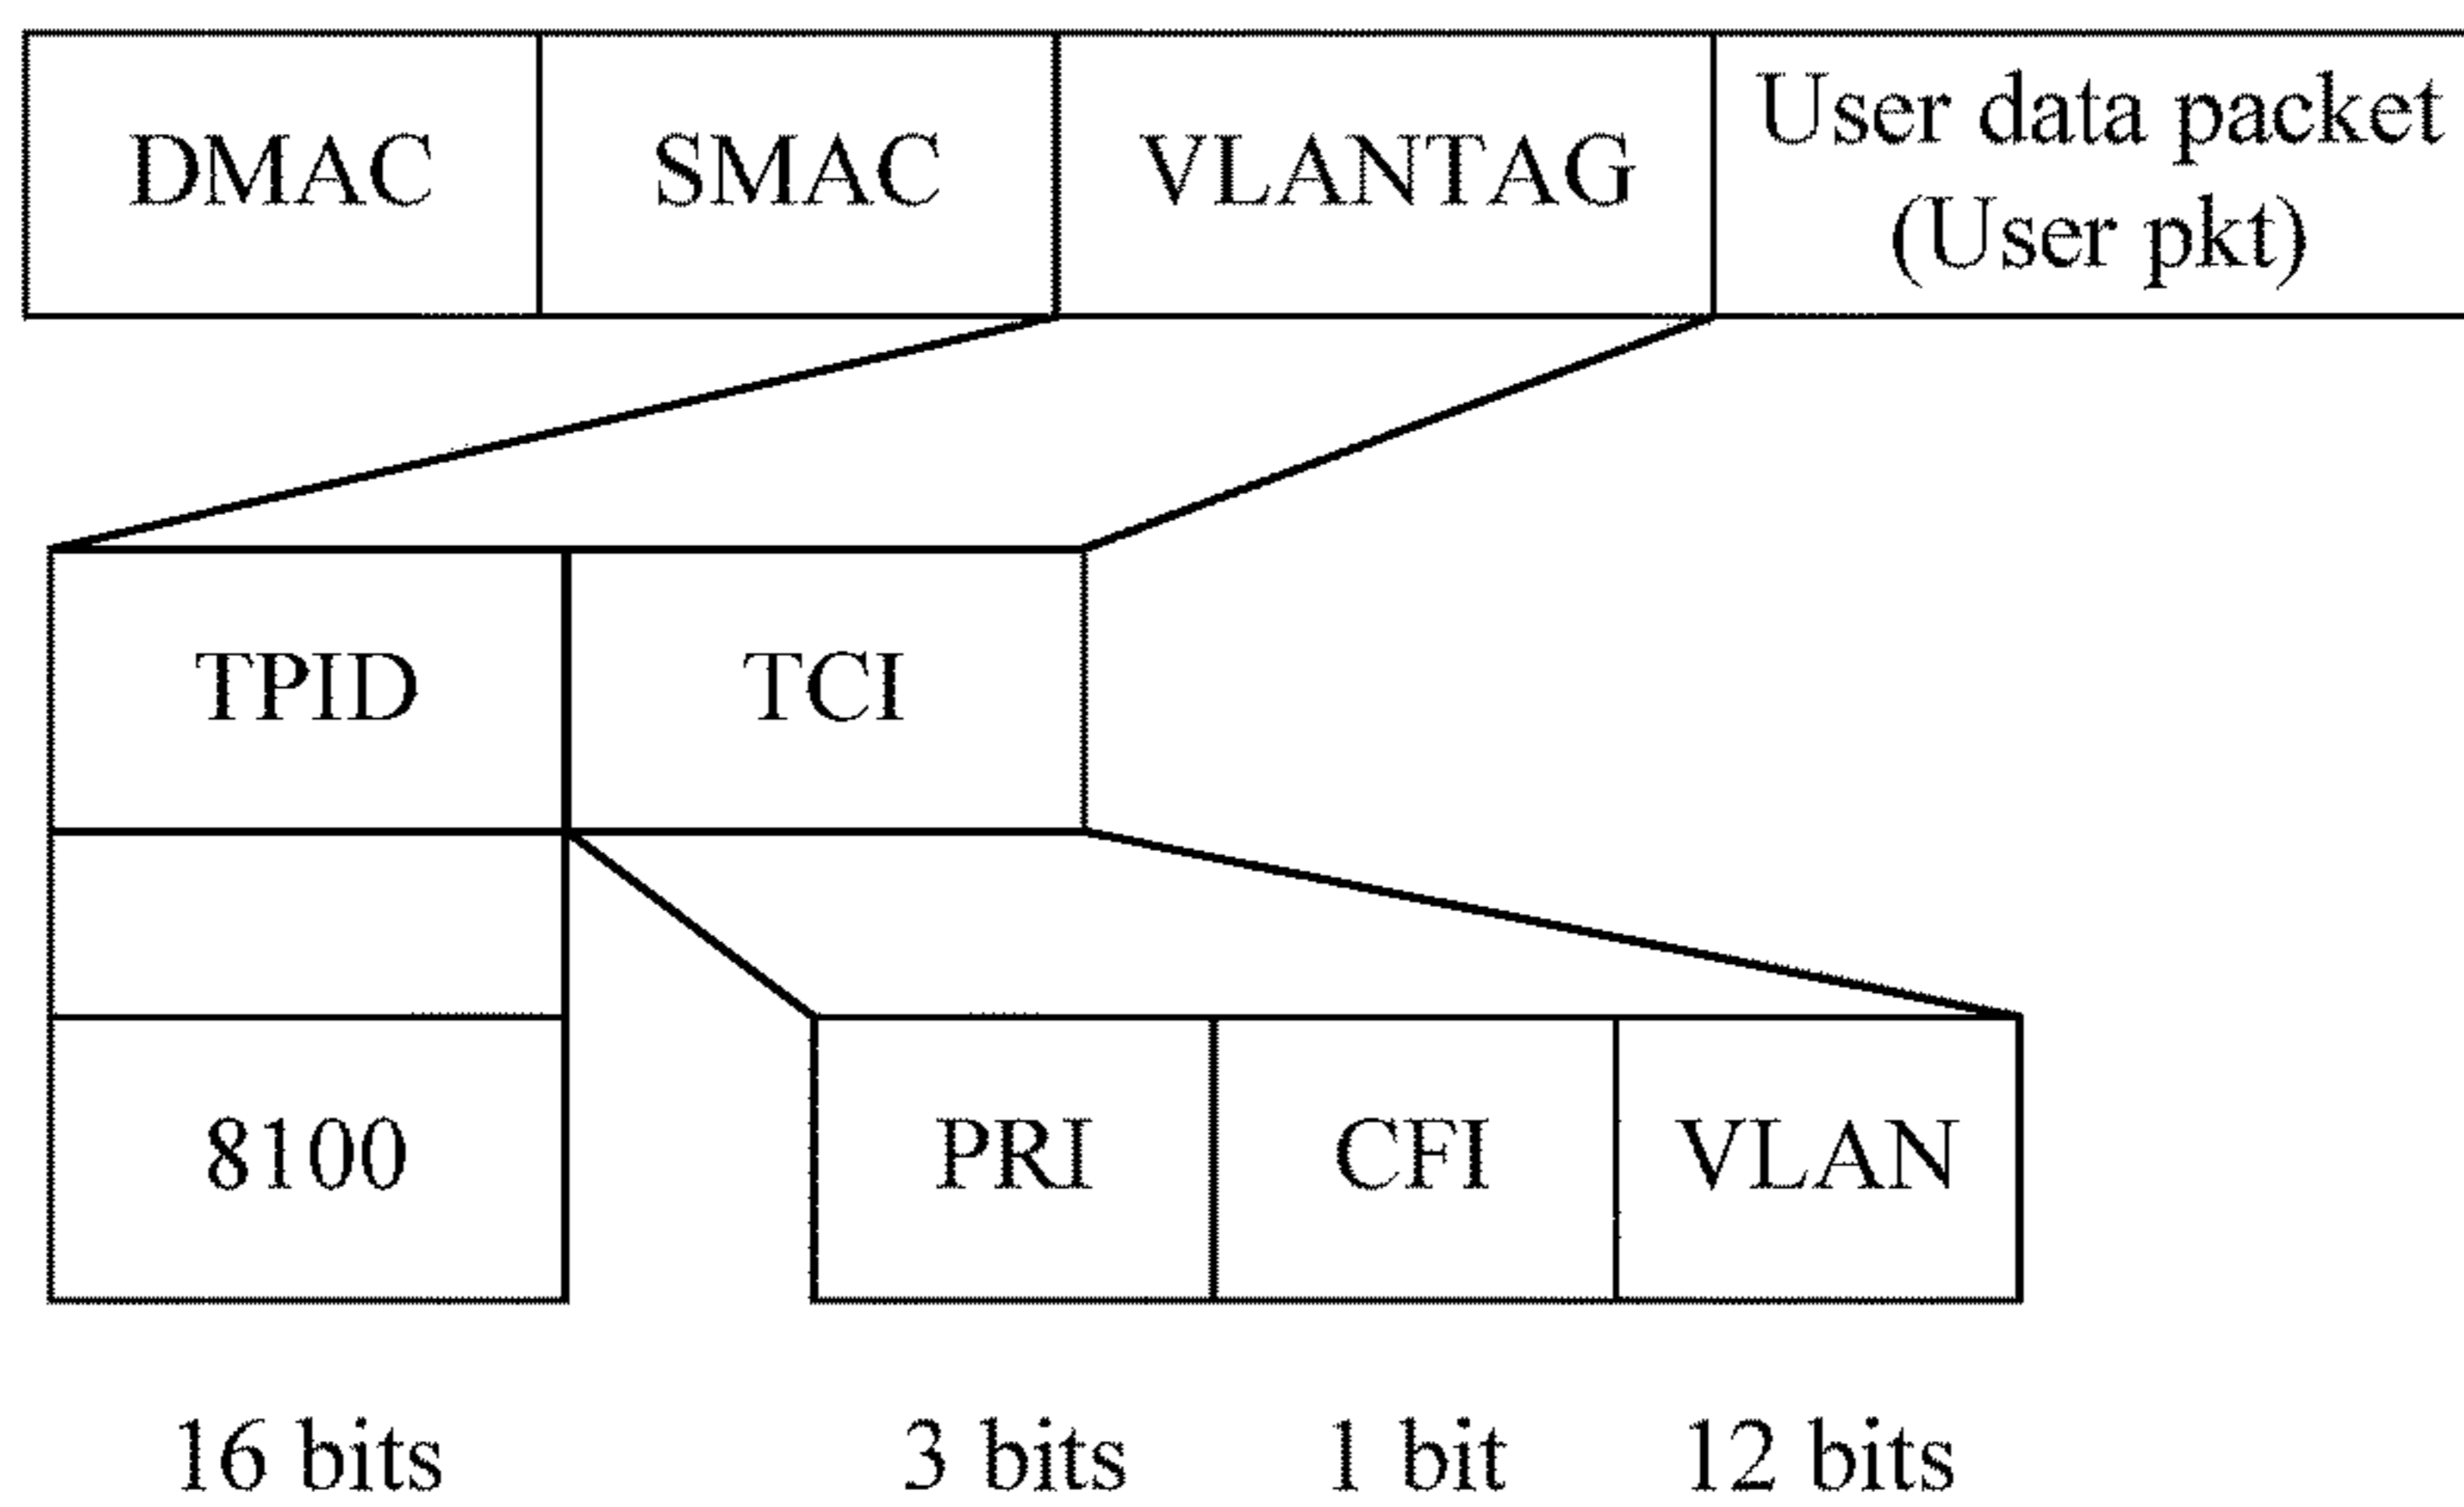 DMAC
SMAC
VLANTAG
User data packet
(User pkt)
TPID
TCI
8100
PRI
CFI
VLAN
16 bits
3 bits
1 bit
12 bits